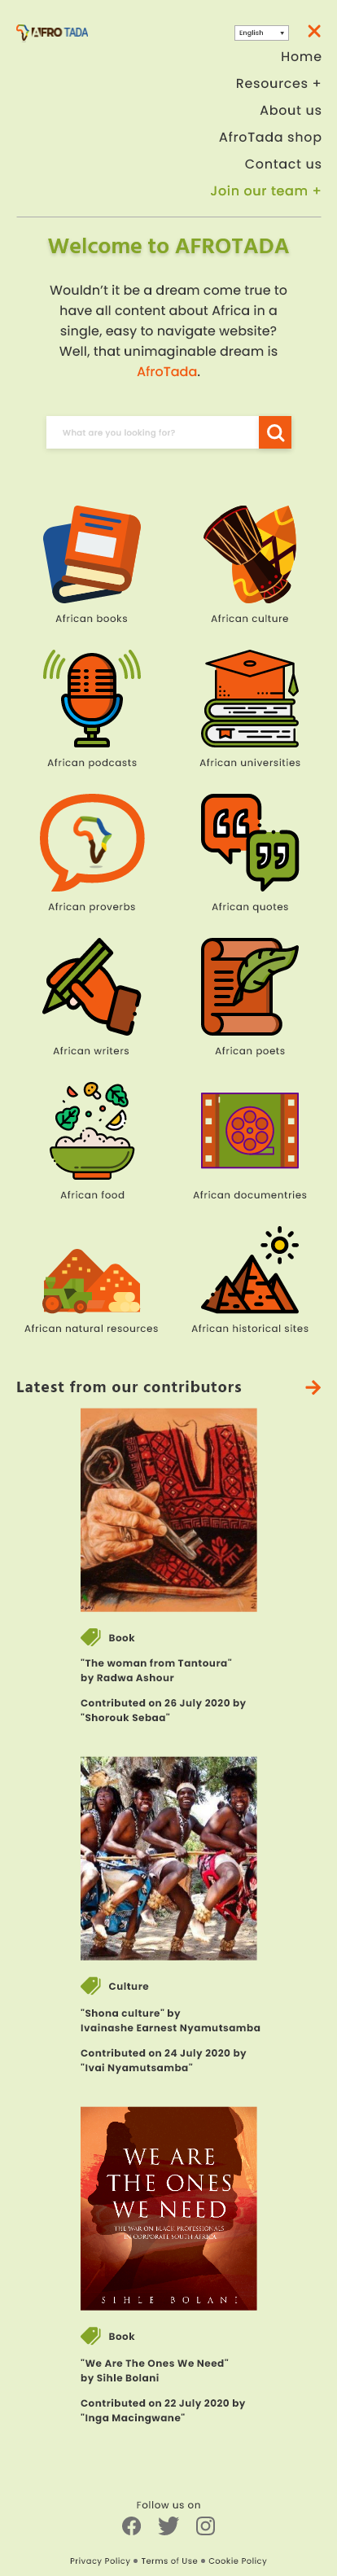 AFRO TADA
English
Home
Resources +
About us
AfroTada shop
Contact us
Join our team +
Welcome to AFROTADA
Wouldn’t it be a dream come true to
have all content about Africa in a
single, easy to navigate website?
Well, that unimaginable dream is
AfroTada.
What are you looking for?
African books
African culture
African podcasts
African universities
African proverbs
African quotes
African writers
African poets
African food
African documentries
African natural resources
African historical sites
Latest from our contributors
Book
"The woman from Tantoura"
by Radwa Ashour
Contributed on 26 July 2020 by
"Shorouk Sebaa"
Culture
"Shona culture" by
Ivainashe Earnest Nyamutsamba
Contributed on 24 July 2020 by
"Ivai Nyamutsamba"
WE ARE
THE ONES
WE NEED
THE WAR ON BLACK PROFESSIONALS
IN CORPORATE SOUTH AFRICA
SIHLE BOLANI
Book
"We Are The Ones We Need"
by Sihle Bolani
Contributed on 22 July 2020 by
"Inga Macingwane"
Follow us on
Privacy Policy • Terms of Use • Cookie Policy